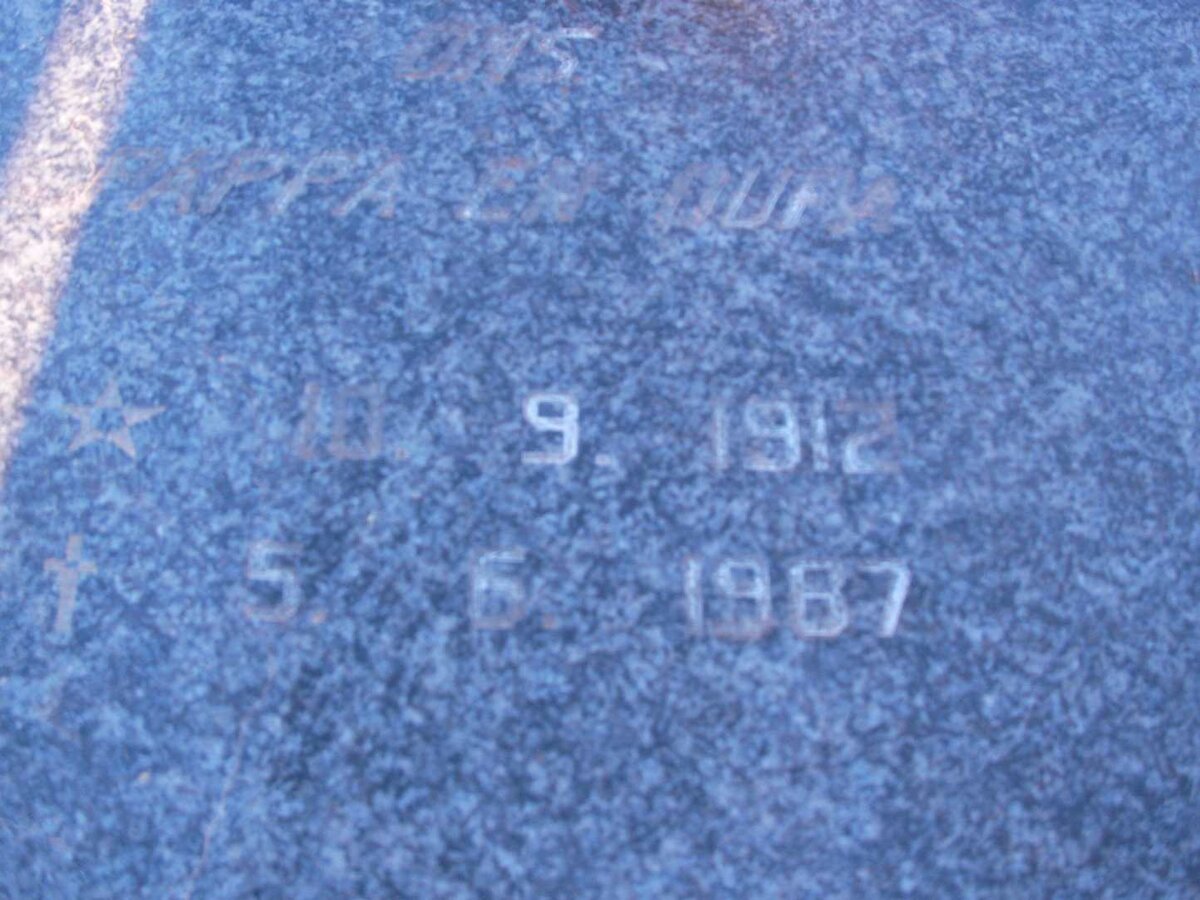 ONS
PAPPA EN OUPA
10. 9. 1912
5. 6. 1987